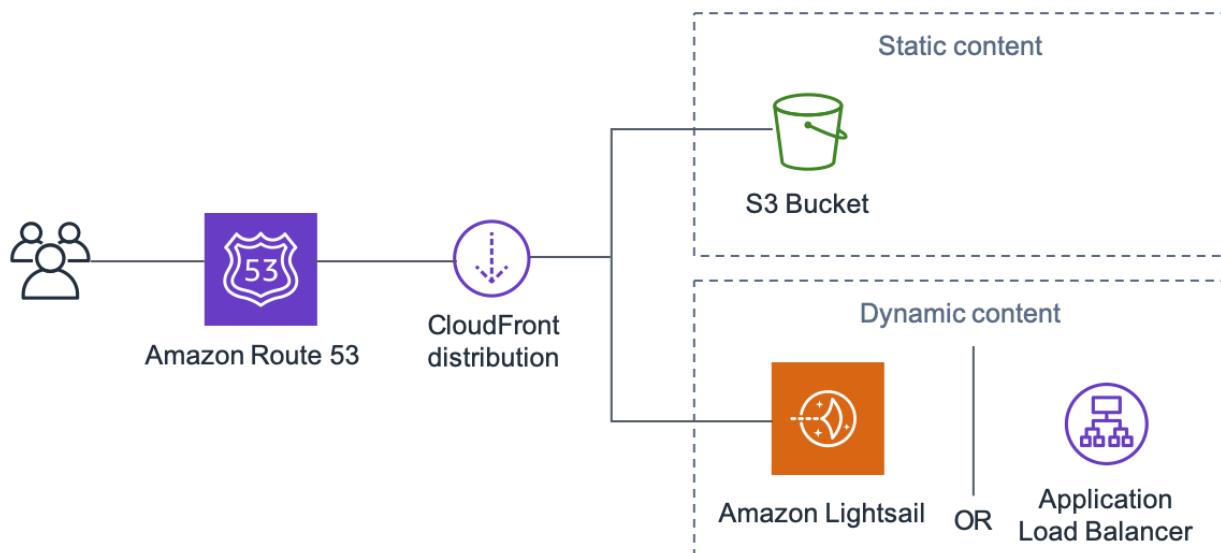 Static content
S3 Bucket
53
Amazon Route 53
CloudFront
distribution
Dynamic content
Amazon Lightsail
OR
Application
Load Balancer